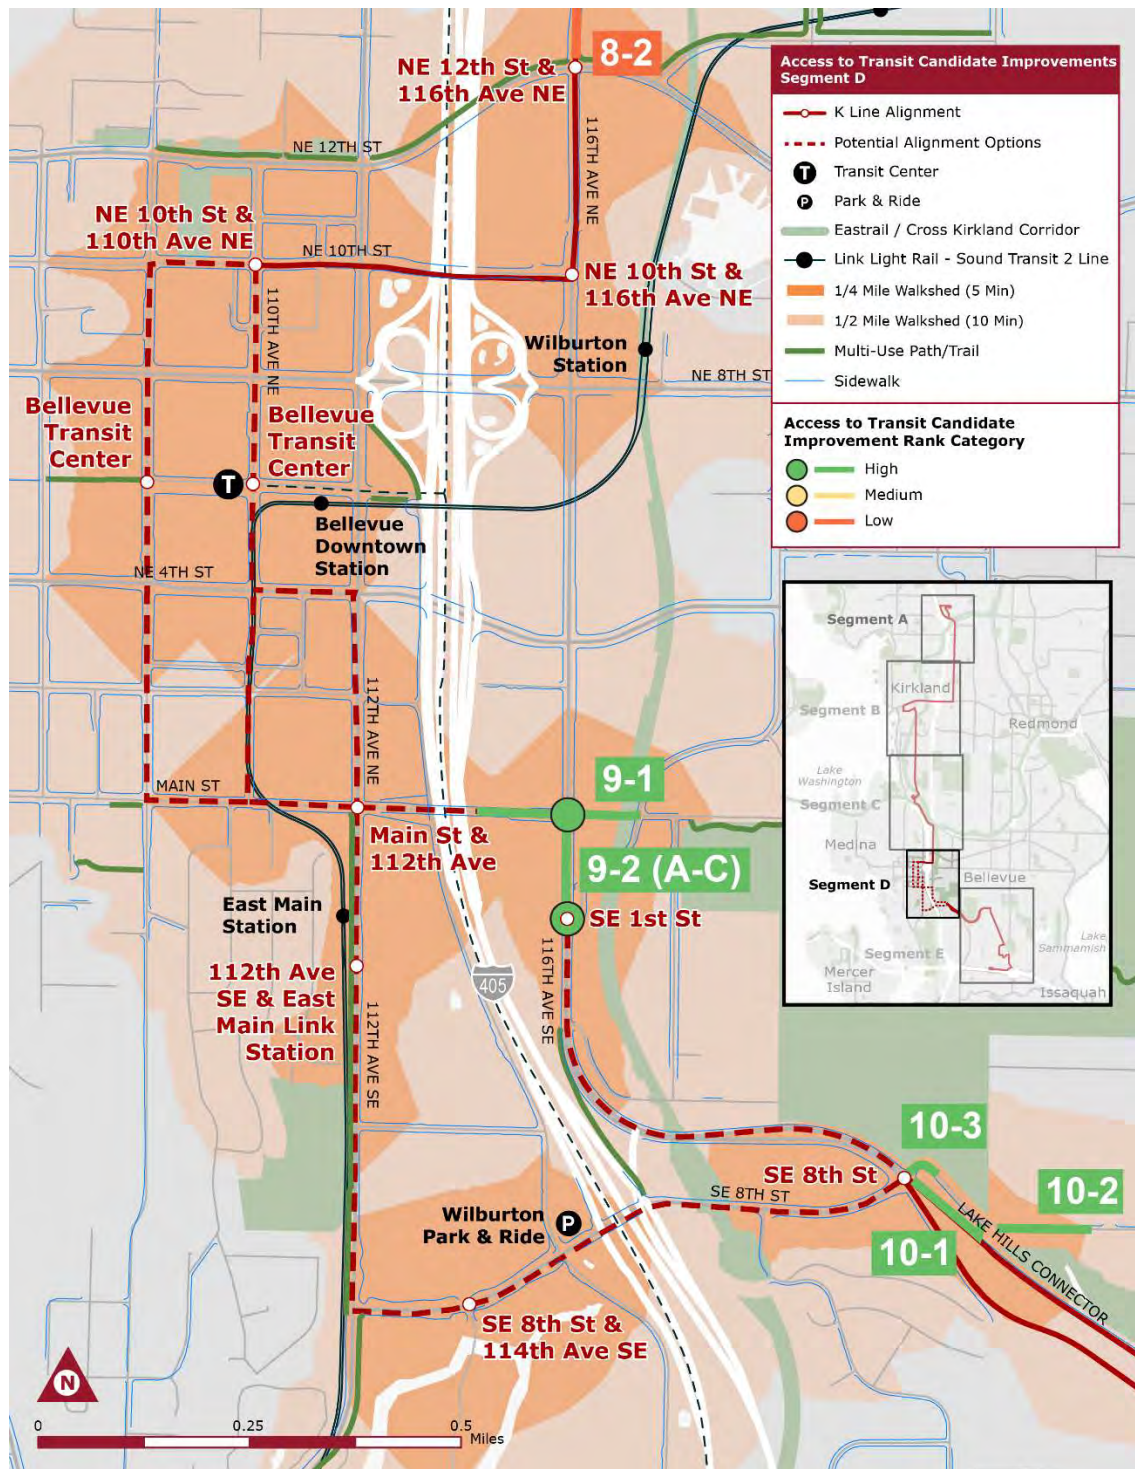 8-2
NE 12th St &
116th Ave NE
Access to Transit Candidate Improvements
Segment D
K Line Alignment
Potential Alignment Options
T
Transit Center
P
Park & Ride
Eastrail / Cross Kirkland Corridor
Link Light Rail - Sound Transit 2 Line
1/4 Mile Walkshed (5 Min)
1/2 Mile Walkshed (10 Min)
Multi-Use Path/Trail
Sidewalk
Access to Transit Candidate
Improvement Rank Category
High
Medium
Low
NE 12TH ST
116TH AVE NE
NE 10th St &
110th Ave NE
NE 10TH ST
NE 10th St &
116th Ave NE
110TH AVE NE
Wilburton
Station
NE 8TH ST
Bellevue
Transit
Center
Bellevue
Transit
Center
T
Bellevue
Downtown
Station
NE 4TH ST
112TH AVE NE
MAIN ST
9-1
Main St &
112th Ave
9-2 (A-C)
SE 1st St
East Main
Station
116TH AVE SE
405
112th Ave
SE & East
Main Link
Station
112TH AVE SE
Segment A
Kirkland
Segment B
Redmond
Lake
Washington
Segment C
Medina
Segment D
Bellevue
Lake
Sammamish
Segment E
Mercer
Island
Issaquah
10-3
SE 8th St
10-2
SE 8TH ST
Wilburton
Park & Ride
P
10-1
LAKE HILLS CONNECTOR
SE 8th St &
114th Ave SE
N
0
0.25
0.5
Miles